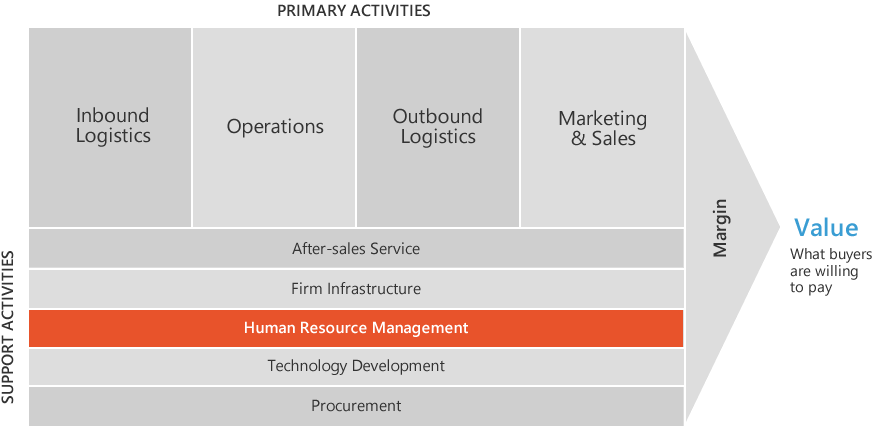 PRIMARY ACTIVITIES
Inbound
Logistics
Operations
Outbound
Logistics
Marketing
& Sales
After-sales Service
Firm Infrastructure
Human Resource Management
Technology Development
Procurement
SUPPORT ACTIVITIES
Margin
Value
What buyers
are willing
to pay